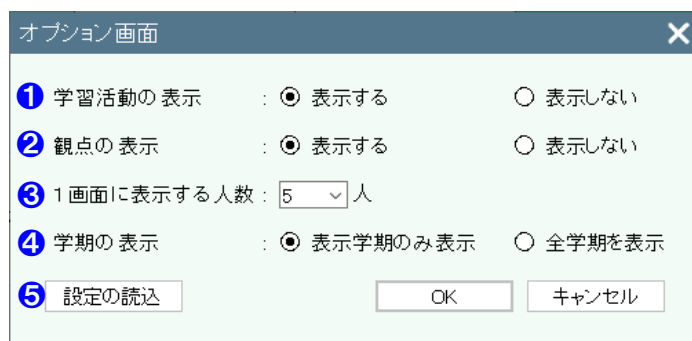 オプション画面
❶ 学習活動の表示 : 表示する 表示しない
❷ 観点の表示 : 表示する 表示しない
❸ 1画面に表示する人数 : 5 人
❹ 学期の表示 : 表示学期のみ表示 全学期を表示
❺ 設定の読込 OK キャンセル